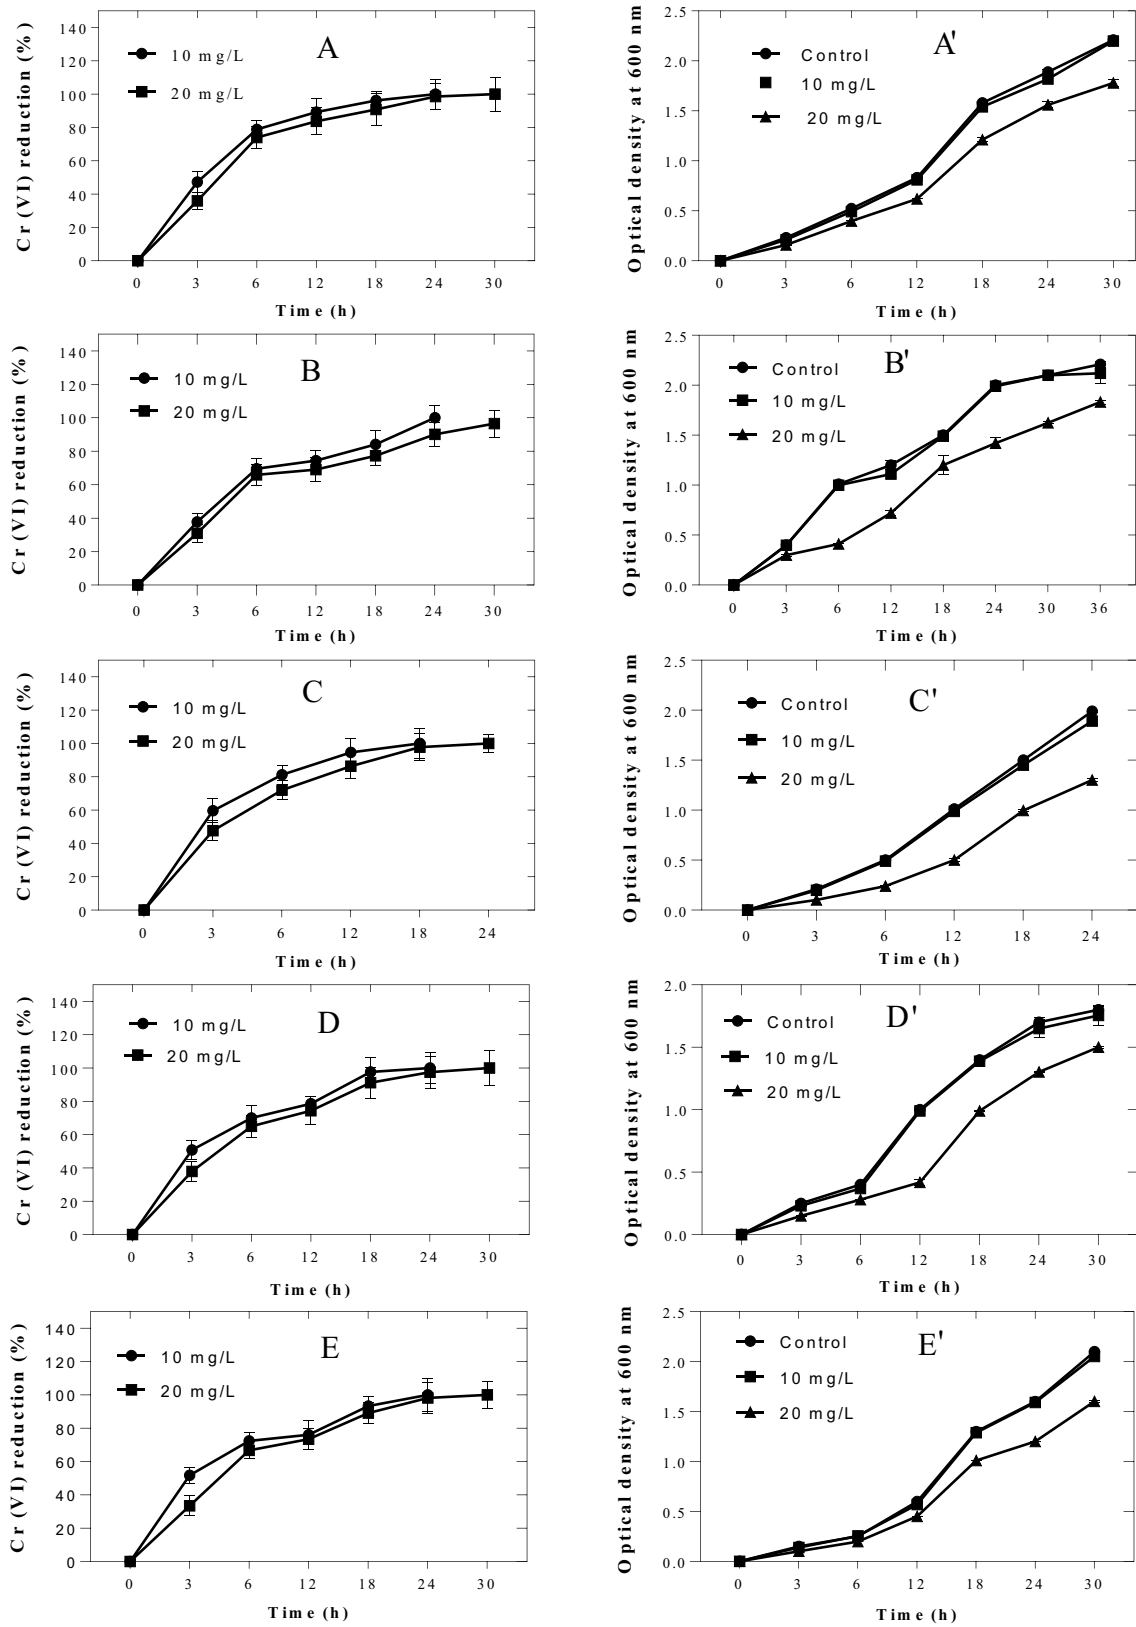 A
Cr (VI) reduction (%)
140
120
100
80
60
40
20
0
10 mg/L
20 mg/L
0 3 6 12 18 24 30
Time (h)
A'
Optical density at 600 nm
2.5
2.0
1.5
1.0
0.5
0.0
Control
10 mg/L
20 mg/L
0 3 6 12 18 24 30
Time (h)
B
Cr (VI) reduction (%)
140
120
100
80
60
40
20
0
10 mg/L
20 mg/L
0 3 6 12 18 24 30
Time (h)
B'
Optical density at 600 nm
2.5
2.0
1.5
1.0
0.5
0.0
Control
10 mg/L
20 mg/L
0 3 6 12 18 24 30 36
Time (h)
C
Cr (VI) reduction (%)
140
120
100
80
60
40
20
0
10 mg/L
20 mg/L
0 3 6 12 18 24
Time (h)
C'
Optical density at 600 nm
2.5
2.0
1.5
1.0
0.5
0.0
Control
10 mg/L
20 mg/L
0 3 6 12 18 24
Time (h)
D
Cr (VI) reduction (%)
140
120
100
80
60
40
20
0
10 mg/L
20 mg/L
0 3 6 12 18 24 30
Time (h)
D'
Optical density at 600 nm
2.0
1.5
1.0
0.5
0.0
Control
10 mg/L
20 mg/L
0 3 6 12 18 24 30
Time (h)
E
Cr (VI) reduction (%)
140
120
100
80
60
40
20
0
10 mg/L
20 mg/L
0 3 6 12 18 24 30
Time (h)
E'
Optical density at 600 nm
2.5
2.0
1.5
1.0
0.5
0.0
Control
10 mg/L
20 mg/L
0 3 6 12 18 24 30
Time (h)